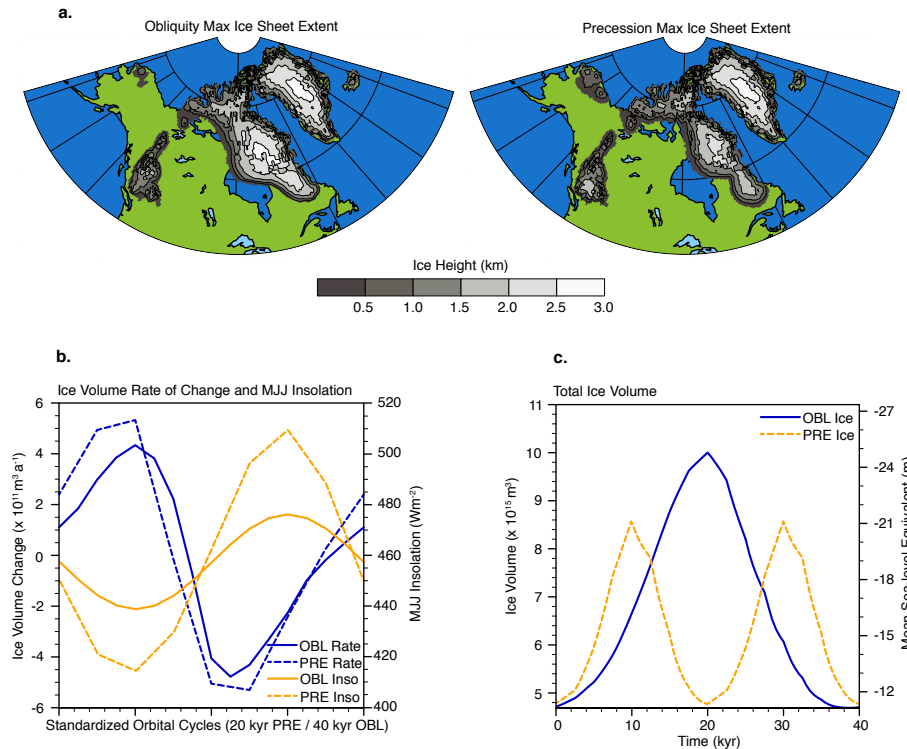 a.
Obliquity Max Ice Sheet Extent
Precession Max Ice Sheet Extent
Ice Height (km)
0.5 1.0 1.5 2.0 2.5 3.0
b.
Ice Volume Rate of Change and MJJ Insolation
6
4
2
0
-2
-4
-6
Ice Volume Change (x 10¹¹ m³ a⁻¹)
520
500
480
460
440
420
400
MJJ Insolation (Wm⁻²)
OBL Rate
PRE Rate
OBL Inso
PRE Inso
Standardized Orbital Cycles (20 kyr PRE / 40 kyr OBL)
c.
Total Ice Volume
11
10
9
8
7
6
5
Ice Volume (x 10¹⁵ m³)
OBL Ice
PRE Ice
-27
-24
-21
-18
-15
-12
Mean Sea-level Equivalent (m)
0 10 20 30 40
Time (kyr)